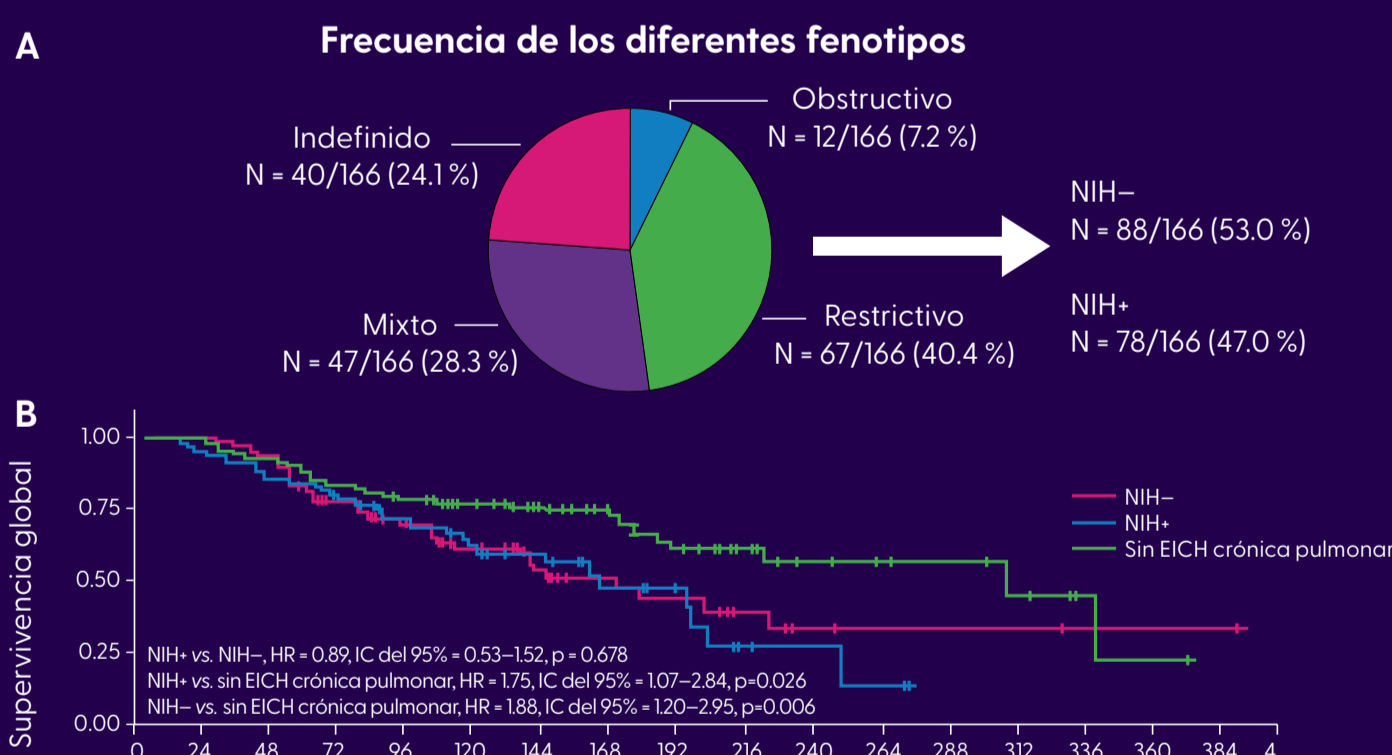 A
Frecuencia de los diferentes fenotipos
Obstructivo
N = 12/166 (7.2 %)
Indefinido
N = 40/166 (24.1 %)
NIH–
N = 88/166 (53.0 %)
NIH+
N = 78/166 (47.0 %)
Mixto
N = 47/166 (28.3 %)
Restrictivo
N = 67/166 (40.4 %)
B
Supervivencia global
1.00
0.75
0.50
0.25
0.00
NIH–
NIH+
Sin EICH crónica pulmonar
NIH+ vs. NIH–, HR = 0.89, IC del 95% = 0.53–1.52, p = 0.678
NIH+ vs. sin EICH crónica pulmonar, HR = 1.75, IC del 95% = 1.07–2.84, p=0.026
NIH– vs. sin EICH crónica pulmonar, HR = 1.88, IC del 95% = 1.20–2.95, p=0.006
0 24 48 72 96 120 144 168 192 216 240 264 288 312 336 360 384 4